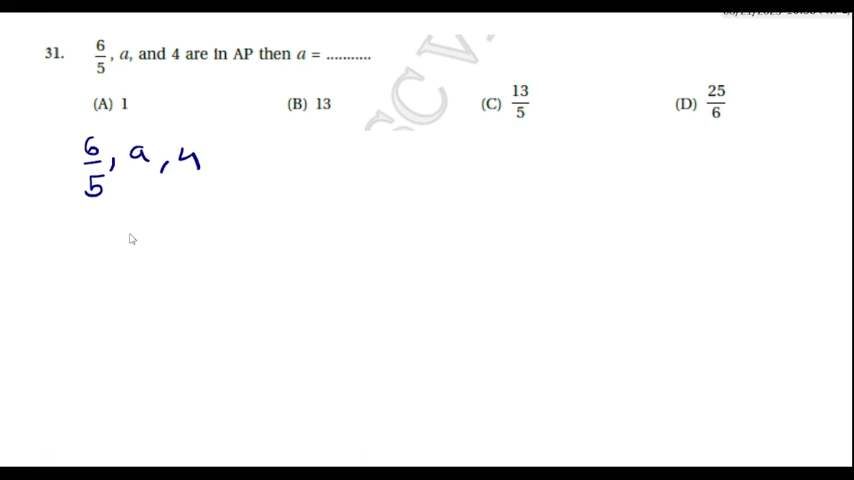 31. 6/5, a, and 4 are in AP then a = ...........
(A) 1 (B) 13 (C) 13/5 (D) 25/6
6/5, a, 4